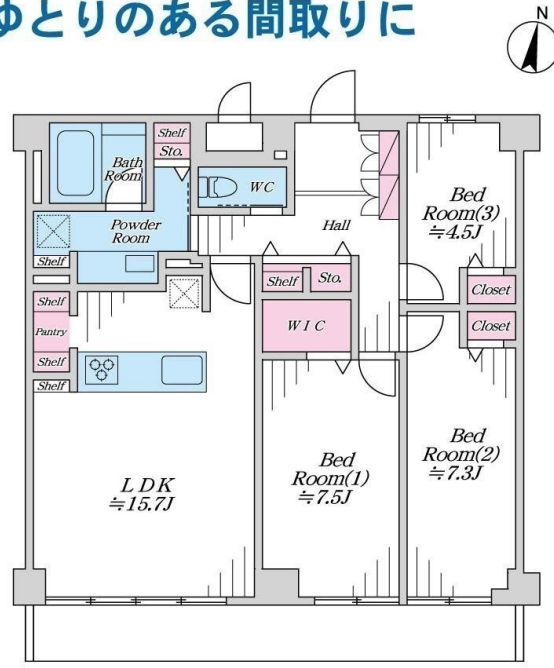 ゆとりのある間取りに
N
Shelf
Sto.
Bath
Room
WC
Powder
Room
Hall
Bed
Room(3)
≒4.5J
Shelf
Shelf
Sto.
Closet
Shelf
Pantry
Shelf
WIC
Closet
Shelf
LDK
≒15.7J
Bed
Room(1)
≒7.5J
Bed
Room(2)
≒7.3J